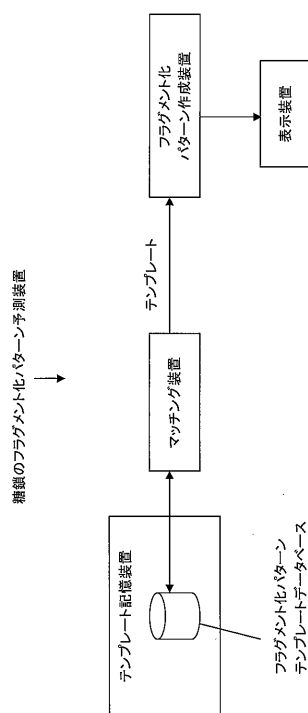 糖鎖のフラグメント化パターン予測装置
テンプレート記憶装置
フラグメント化パターン
テンプレートデータベース
マッチング装置
テンプレート
フラグメント化
パターン作成装置
表示装置